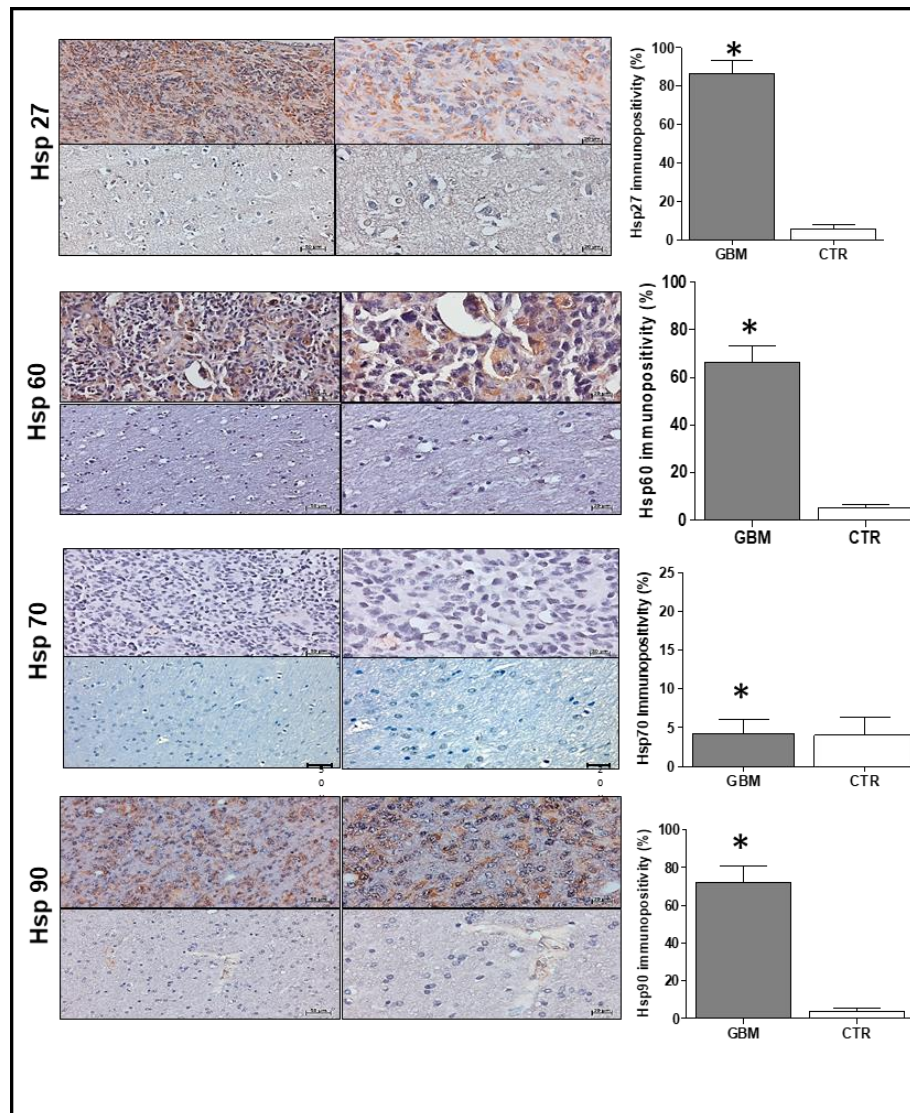 Hsp 27
Hsp27 immunopositivity (%)
100
80
60
40
20
0
*
GBM
CTR
Hsp 60
Hsp60 immunopositivity (%)
100
80
60
40
20
0
*
GBM
CTR
Hsp 70
Hsp70 Immunopositivity (%)
25
20
15
10
5
0
*
GBM
CTR
Hsp 90
Hsp90 immunopositivity (%)
100
80
60
40
20
0
*
GBM
CTR